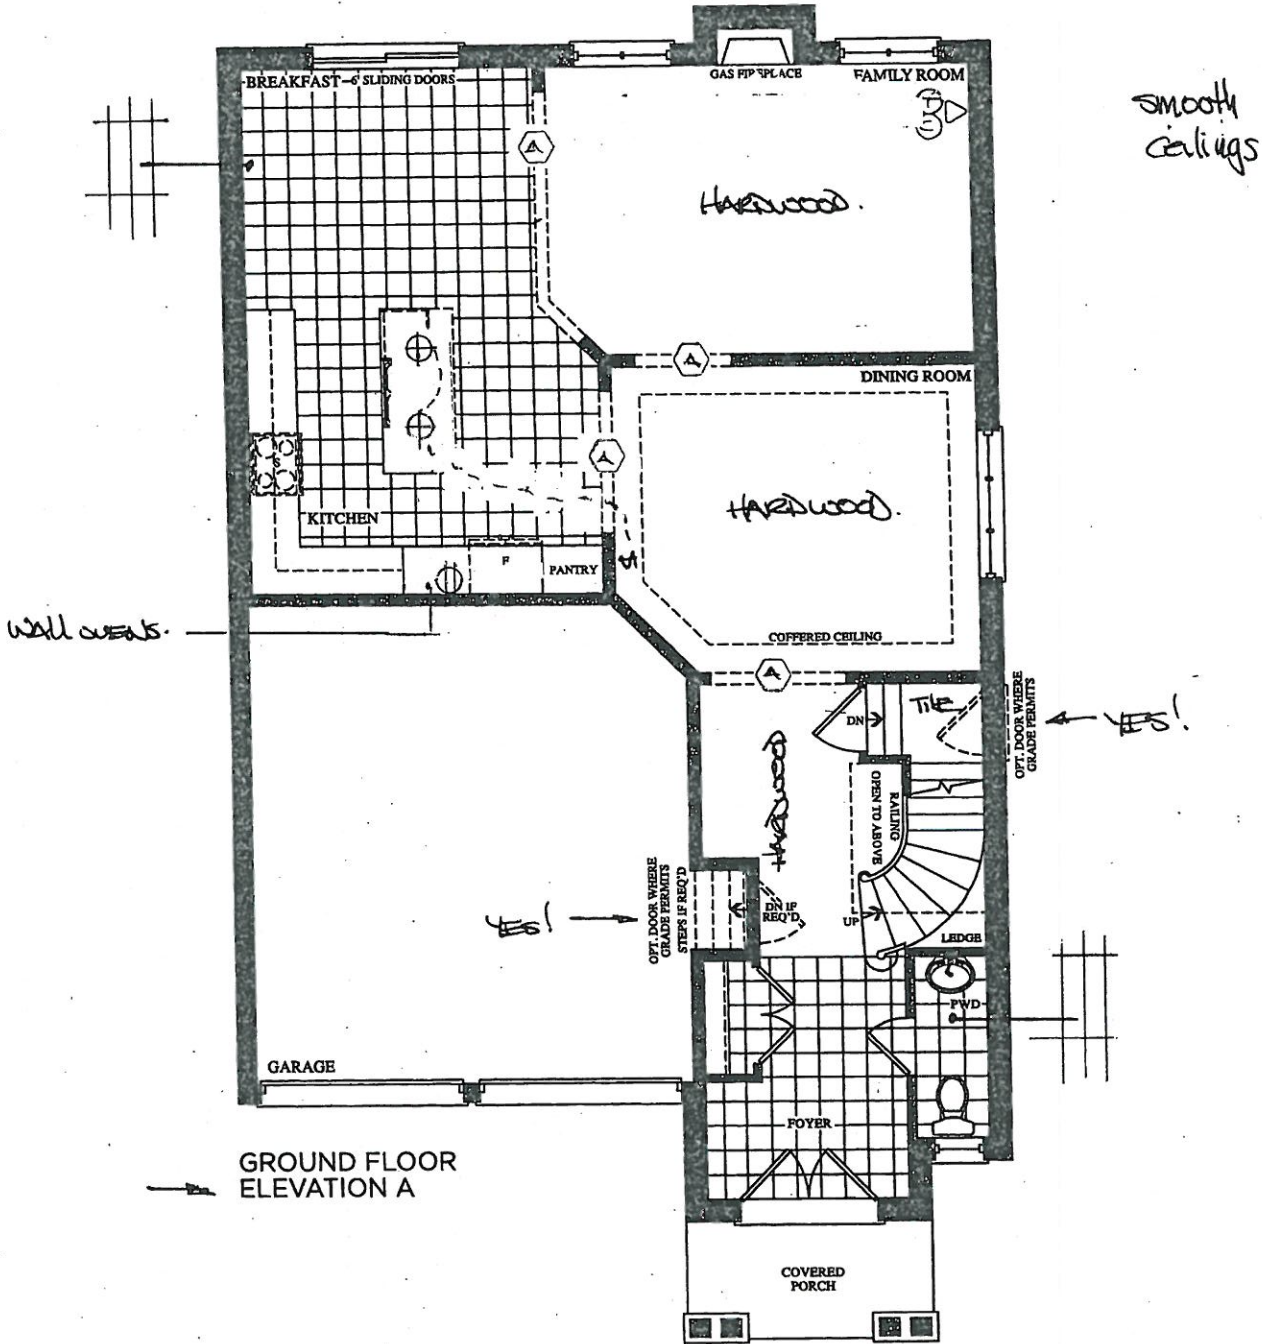 BREAKFAST
6' SLIDING DOORS
GAS FIREPLACE
FAMILY ROOM
smooth
ceilings
A
HARDWOOD.
A
DINING ROOM
A
HARDWOOD.
S
KITCHEN
F
PANTRY
WALL OVENS.
COFFERED CEILING
A
DN
TILE
OPT. DOOR WHERE
GRADE PERMITS
YES!
HARDWOOD
RAILING
OPEN TO ABOVE
OPT. DOOR WHERE
GRADE PERMITS
STEPS IF REQ'D
YES!
DN IF
REQ'D
UP
LEDGE
PWD
GARAGE
FOYER
GROUND FLOOR
ELEVATION A
COVERED
PORCH